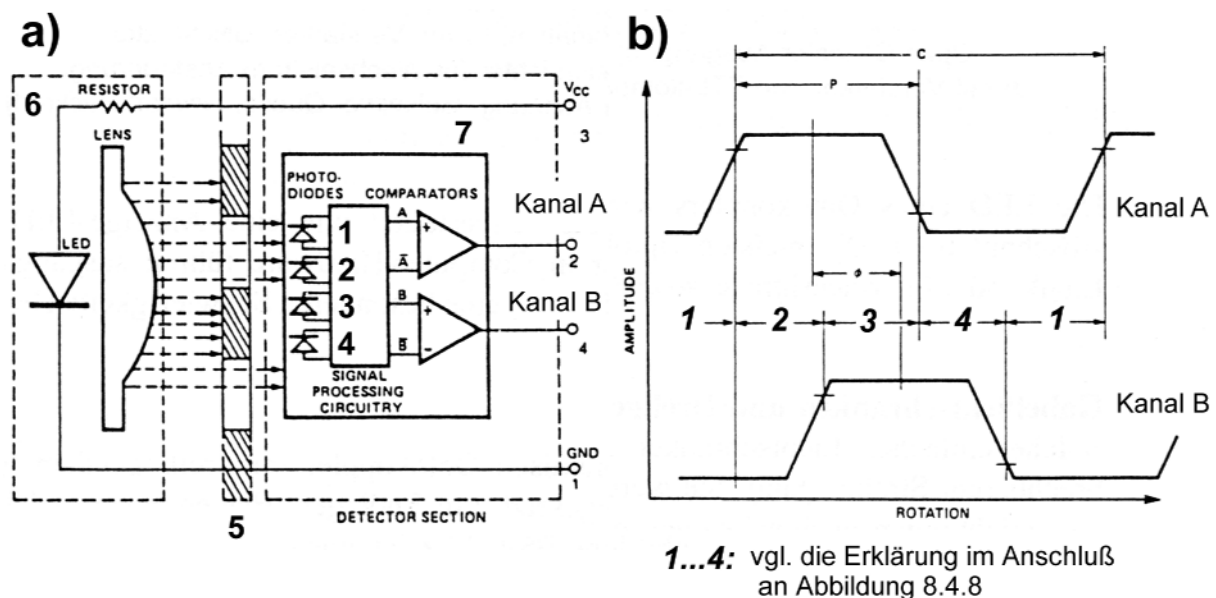 a)
6
RESISTOR
LENS
LED
5
7
PHOTO-
DIODES
COMPARATORS
1
2
3
4
A
A̅
B
B̅
+
−
+
−
SIGNAL
PROCESSING
CIRCUITRY
VCC
3
Kanal A
2
Kanal B
4
GND
1
DETECTOR SECTION
b)
C
P
Kanal A
ϕ
1 2 3 4 1
AMPLITUDE
Kanal B
ROTATION
1...4: vgl. die Erklärung im Anschluß
an Abbildung 8.4.8